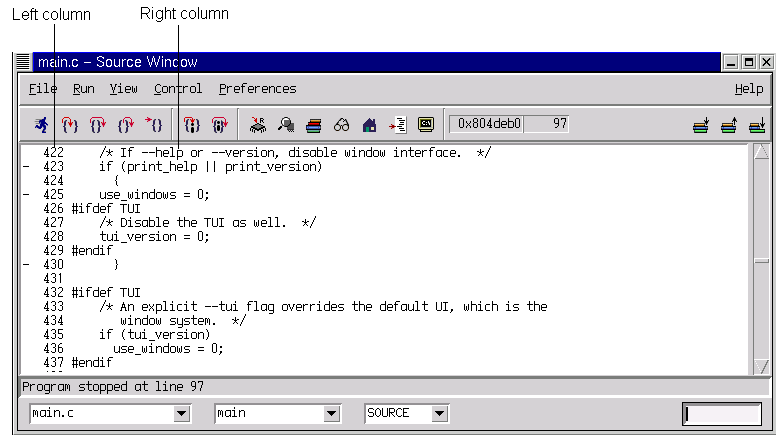 Left column Right column
main.c – Source Window
File Run View Control Preferences Help
0x804deb0 97
422 /* If --help or --version, disable window interface. */
– 423 if (print_help || print_version)
424 {
– 425 use_windows = 0;
426 #ifdef TUI
427 /* Disable the TUI as well. */
428 tui_version = 0;
429 #endif
– 430 }
431
432 #ifdef TUI
433 /* An explicit --tui flag overrides the default UI, which is the
434 window system. */
435 if (tui_version)
436 use_windows = 0;
437 #endif
Program stopped at line 97
main.c main SOURCE